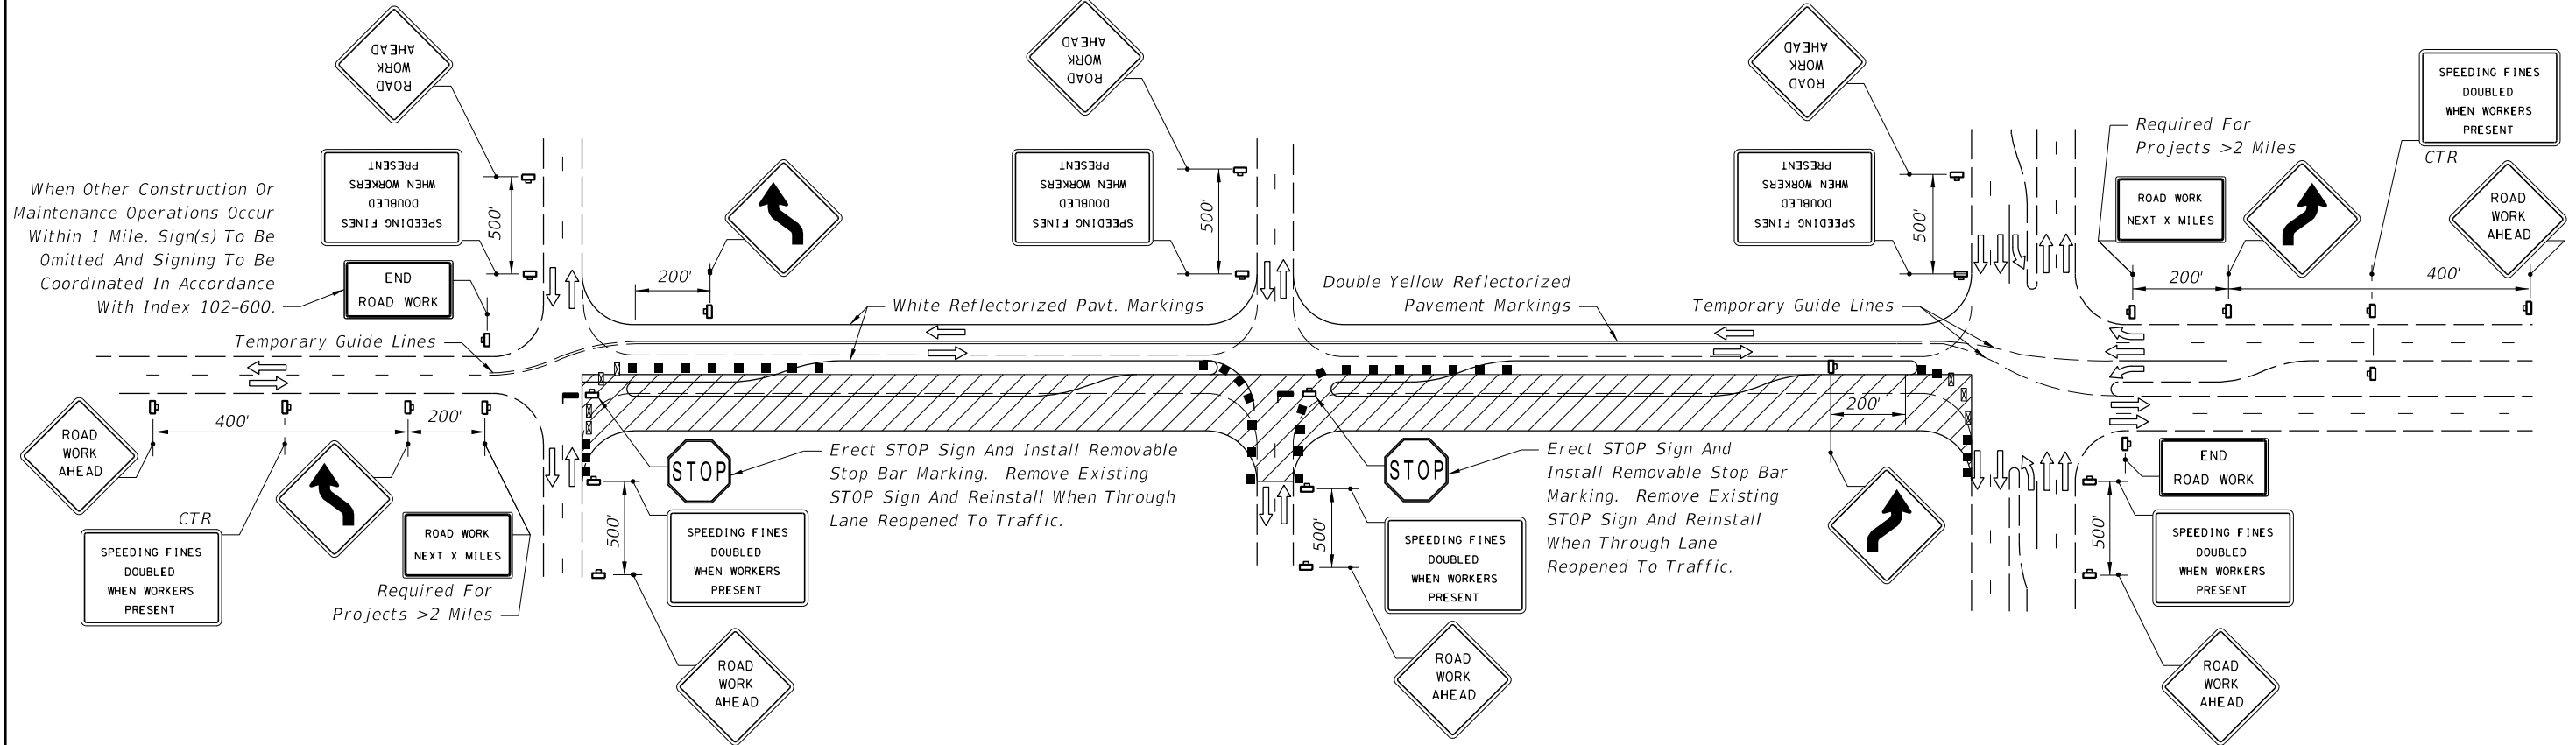 ROAD
WORK
AHEAD
SPEEDING FINES
DOUBLED
WHEN WORKERS
PRESENT
500'
When Other Construction Or
Maintenance Operations Occur
Within 1 Mile, Sign(s) To Be
Omitted And Signing To Be
Coordinated In Accordance
With Index 102-600.
END
ROAD WORK
Temporary Guide Lines
200'
White Reflectorized Pavt. Markings
ROAD
WORK
AHEAD
SPEEDING FINES
DOUBLED
WHEN WORKERS
PRESENT
500'
Double Yellow Reflectorized
Pavement Markings
ROAD
WORK
AHEAD
SPEEDING FINES
DOUBLED
WHEN WORKERS
PRESENT
500'
Temporary Guide Lines
Required For
Projects >2 Miles
ROAD WORK
NEXT X MILES
200'
SPEEDING FINES
DOUBLED
WHEN WORKERS
PRESENT
CTR
ROAD
WORK
AHEAD
400'
ROAD
WORK
AHEAD
400'
200'
CTR
SPEEDING FINES
DOUBLED
WHEN WORKERS
PRESENT
ROAD WORK
NEXT X MILES
Required For
Projects >2 Miles
STOP
Erect STOP Sign And Install Removable
Stop Bar Marking. Remove Existing
STOP Sign And Reinstall When Through
Lane Reopened To Traffic.
500'
SPEEDING FINES
DOUBLED
WHEN WORKERS
PRESENT
ROAD
WORK
AHEAD
STOP
Erect STOP Sign And
Install Removable Stop Bar
Marking. Remove Existing
STOP Sign And Reinstall
When Through Lane
Reopened To Traffic.
500'
SPEEDING FINES
DOUBLED
WHEN WORKERS
PRESENT
ROAD
WORK
AHEAD
200'
END
ROAD WORK
500'
SPEEDING FINES
DOUBLED
WHEN WORKERS
PRESENT
ROAD
WORK
AHEAD